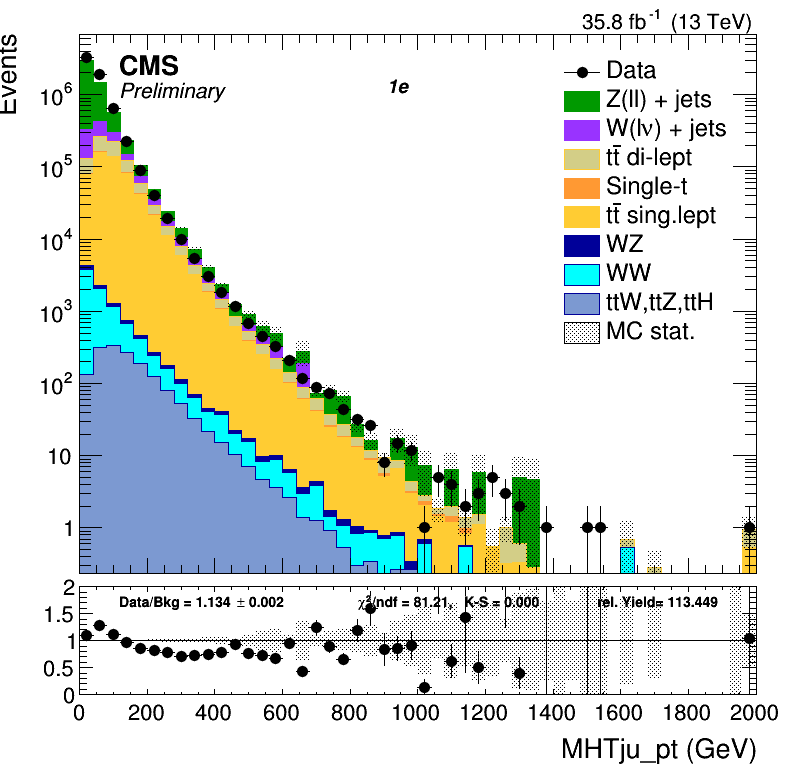 35.8 fb⁻¹ (13 TeV)
Events
CMS
Preliminary
1e
Data
Z(ll) + jets
W(lν) + jets
tt̄ di-lept
Single-t
tt̄ sing.lept
WZ
WW
ttW,ttZ,ttH
MC stat.
10⁶
10⁵
10⁴
10³
10²
10
1
Data/Bkg = 1.134 ± 0.002 χ²/ndf = 81.21, K-S = 0.000 rel. Yield= 113.449
2
1.5
1
0.5
0
0 200 400 600 800 1000 1200 1400 1600 1800 2000
MHTju_pt (GeV)